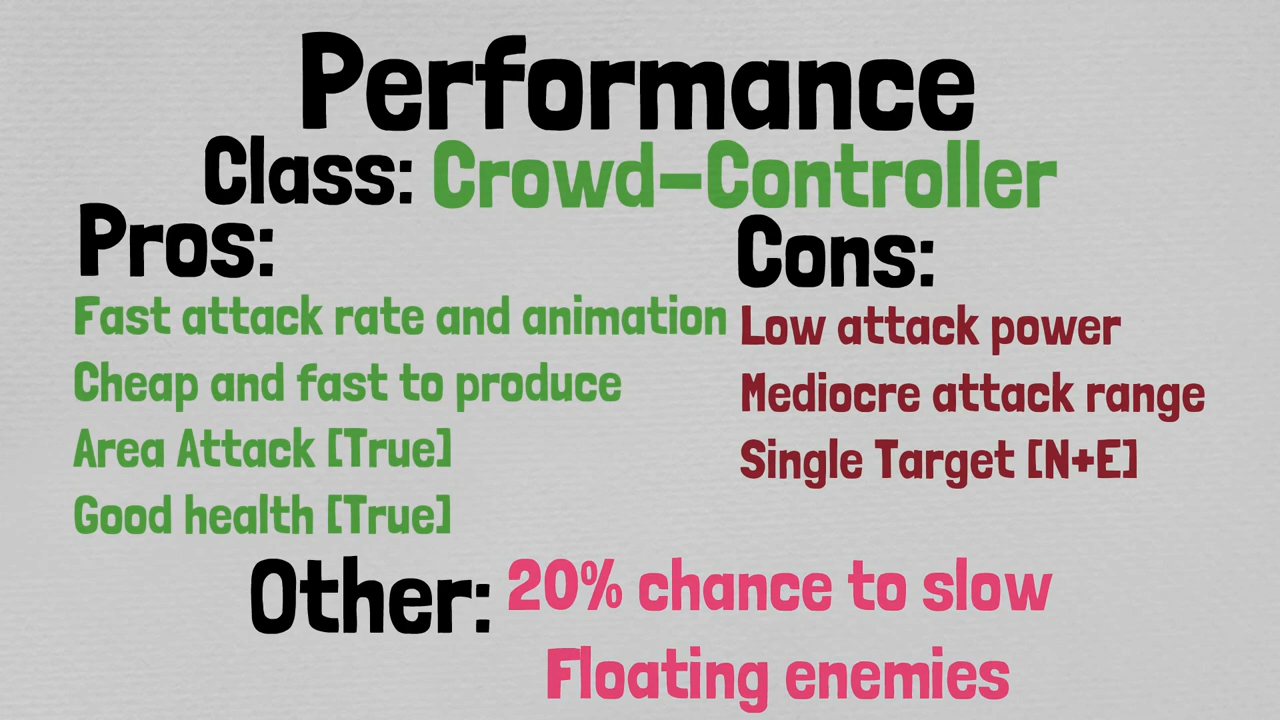 Performance
Class: Crowd-Controller
Pros:
Fast attack rate and animation
Cheap and fast to produce
Area Attack [True]
Good health [True]
Cons:
Low attack power
Mediocre attack range
Single Target [N+E]
Other: 20% chance to slow
Floating enemies